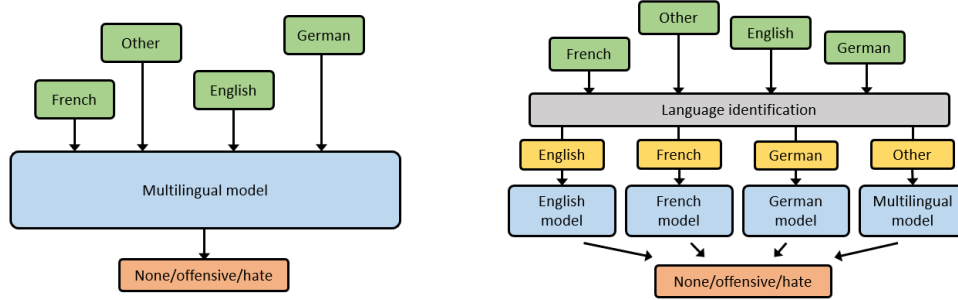 German
Other
French
English
Multilingual model
None/offensive/hate
Other
English
French
German
Language identification
English
French
German
Other
English
model
French
model
German
model
Multilingual
model
None/offensive/hate